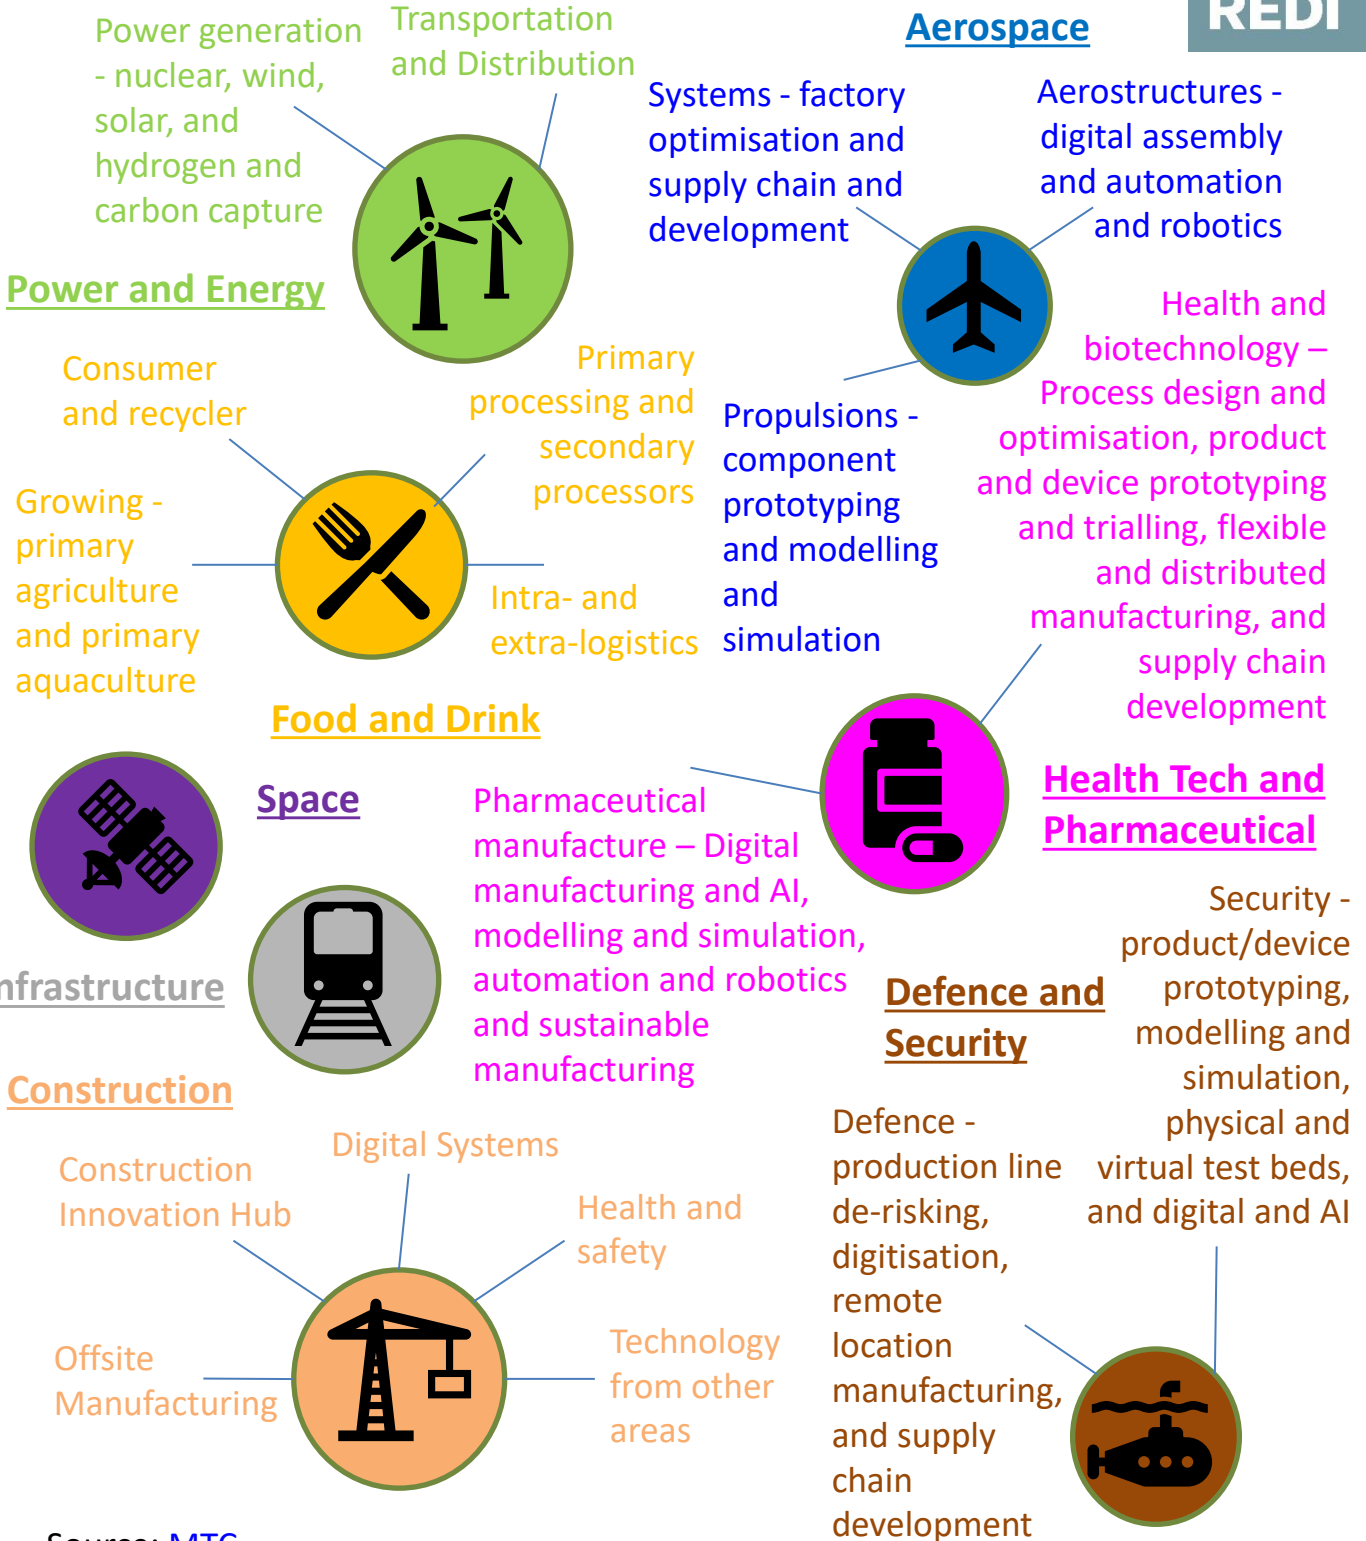 REDI
Power generation
- nuclear, wind,
solar, and
hydrogen and
carbon capture
Transportation
and Distribution
Power and Energy
Aerospace
Systems - factory
optimisation and
supply chain and
development
Aerostructures -
digital assembly
and automation
and robotics
Propulsions -
component
prototyping
and modelling
and
simulation
Consumer
and recycler
Primary
processing and
secondary
processors
Growing -
primary
agriculture
and primary
aquaculture
Intra- and
extra-logistics
Food and Drink
Health and
biotechnology –
Process design and
optimisation, product
and device prototyping
and trialling, flexible
and distributed
manufacturing, and
supply chain
development
Health Tech and
Pharmaceutical
Pharmaceutical
manufacture – Digital
manufacturing and AI,
modelling and simulation,
automation and robotics
and sustainable
manufacturing
Space
nfrastructure
Construction
Construction
Innovation Hub
Digital Systems
Health and
safety
Offsite
Manufacturing
Technology
from other
areas
Defence and
Security
Security -
product/device
prototyping,
modelling and
simulation,
physical and
virtual test beds,
and digital and AI
Defence -
production line
de-risking,
digitisation,
remote
location
manufacturing,
and supply
chain
development
Source: MTC